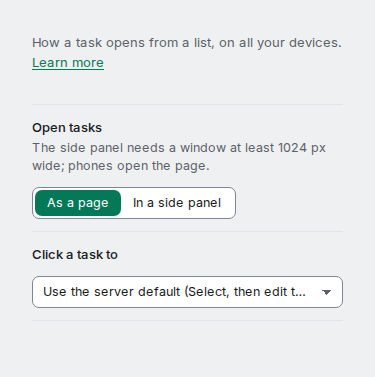 How a task opens from a list, on all your devices.
Learn more
Open tasks
The side panel needs a window at least 1024 px
wide; phones open the page.
As a page In a side panel
Click a task to
Use the server default (Select, then edit t...